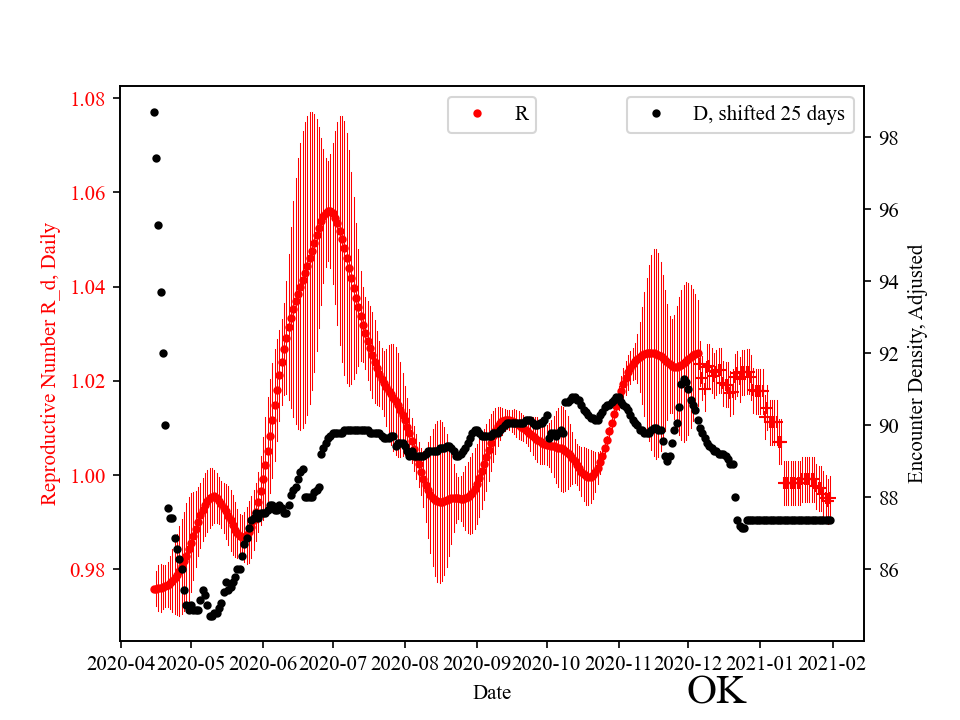 R
D, shifted 25 days
1.08
1.06
1.04
1.02
1.00
0.98
Reproductive Number R_d, Daily
98
96
94
92
90
88
86
Encounter Density, Adjusted
2020-04 2020-05 2020-06 2020-07 2020-08 2020-09 2020-10 2020-11 2020-12 2021-01 2021-02
Date
OK